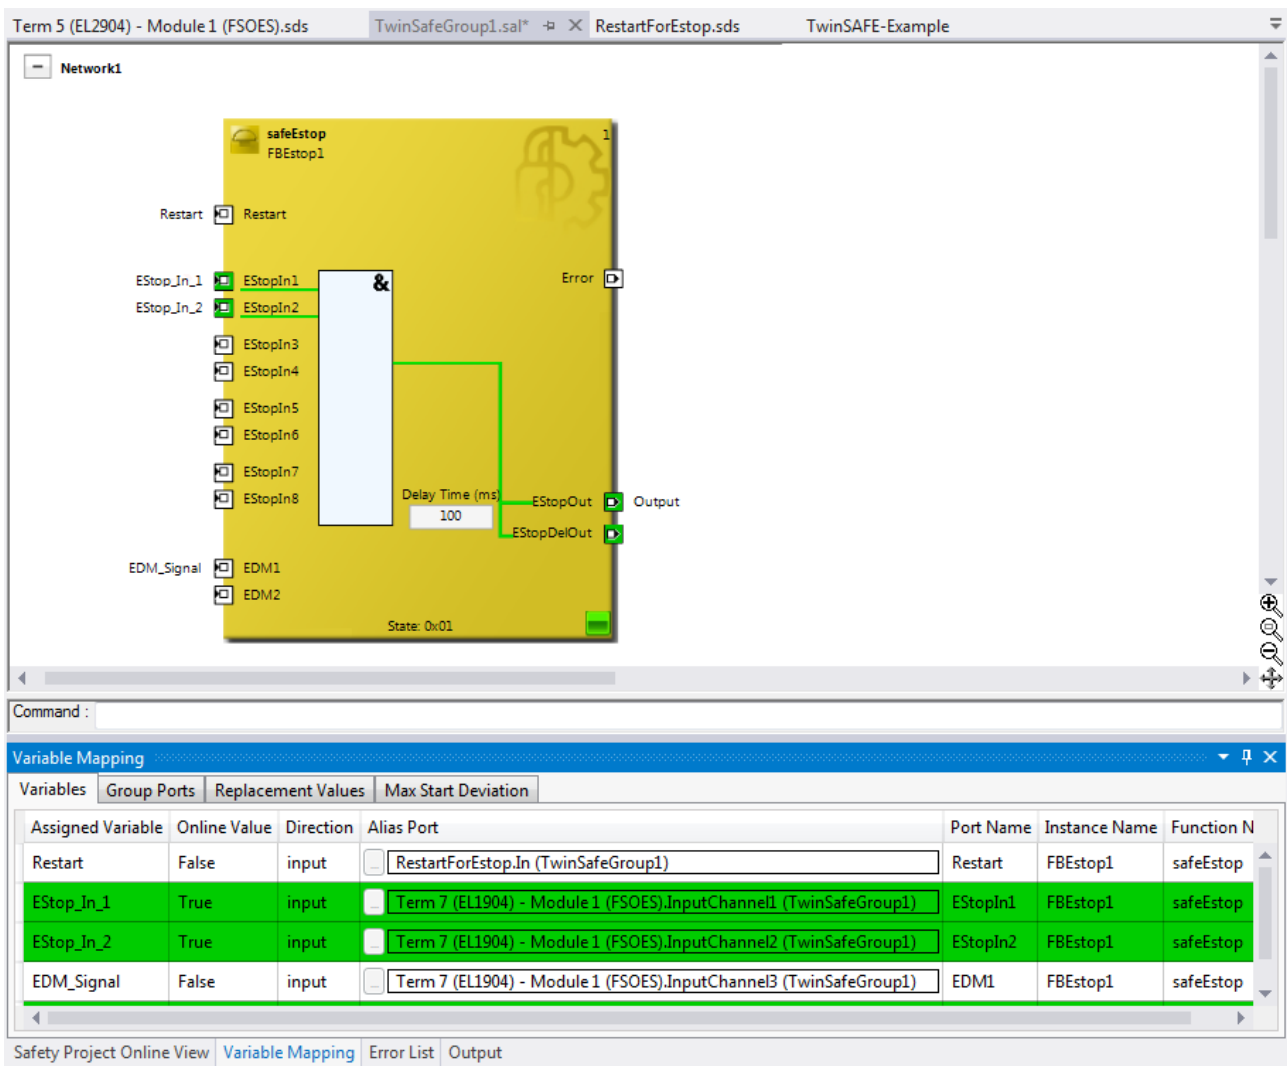 Term 5 (EL2904) - Module 1 (FSOES).sds TwinSafeGroup1.sal* RestartForEstop.sds TwinSAFE-Example
Network1
safeEstop 1
FBEstop1
Restart Restart
Error
EStop_In_1 EStopIn1 &
EStop_In_2 EStopIn2
EStopIn3
EStopIn4
EStopIn5
EStopIn6
EStopIn7
EStopIn8
Delay Time (ms)
100
EStopOut Output
EStopDelOut
EDM_Signal EDM1
EDM2
State: 0x01
Command :
Variable Mapping
Variables Group Ports Replacement Values Max Start Deviation
Assigned Variable Online Value Direction Alias Port Port Name Instance Name Function N
Restart False input ... RestartForEstop.In (TwinSafeGroup1) Restart FBEstop1 safeEstop
EStop_In_1 True input ... Term 7 (EL1904) - Module 1 (FSOES).InputChannel1 (TwinSafeGroup1) EStopIn1 FBEstop1 safeEstop
EStop_In_2 True input ... Term 7 (EL1904) - Module 1 (FSOES).InputChannel2 (TwinSafeGroup1) EStopIn2 FBEstop1 safeEstop
EDM_Signal False input ... Term 7 (EL1904) - Module 1 (FSOES).InputChannel3 (TwinSafeGroup1) EDM1 FBEstop1 safeEstop
Safety Project Online View Variable Mapping Error List Output